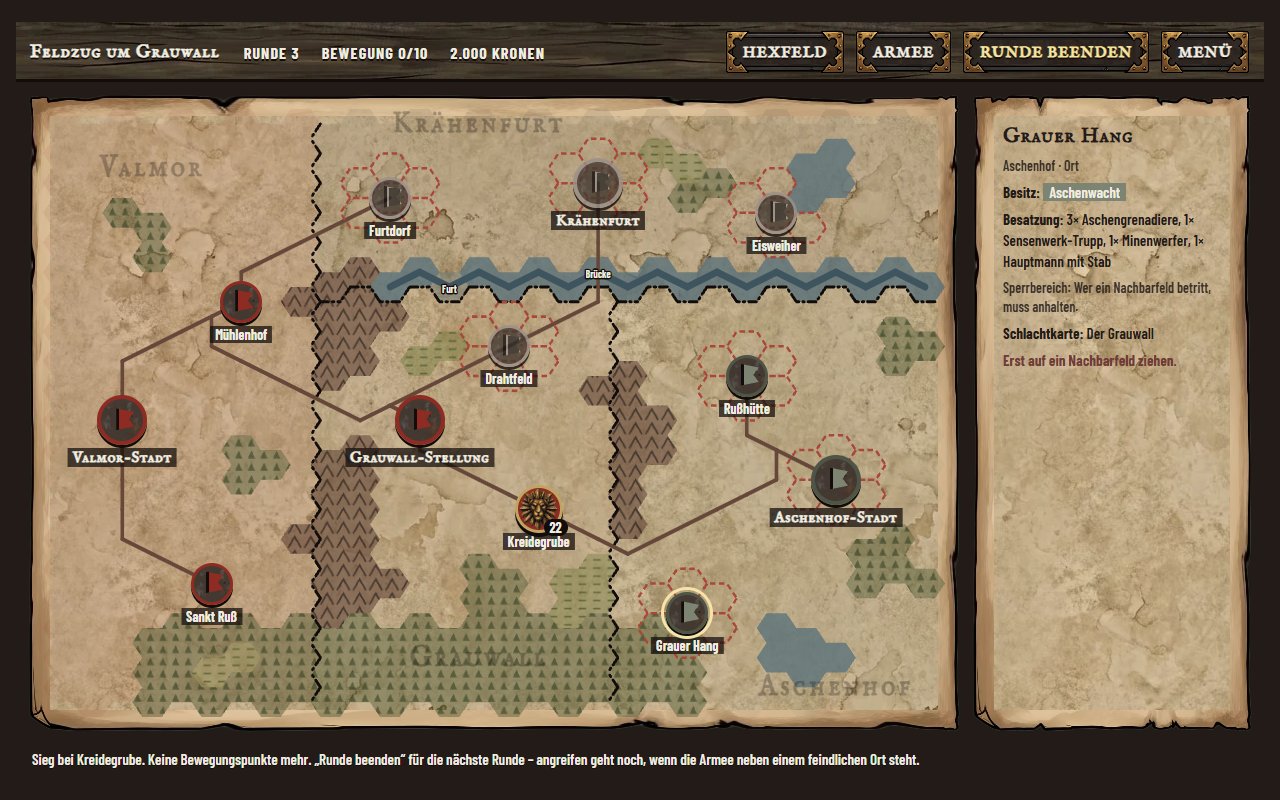 Feldzug um Grauwall RUNDE 3 BEWEGUNG 0/10 2.000 KRONEN HEXFELD ARMEE RUNDE BEENDEN MENÜ
Krähenfurt
Valmor
Furtdorf
Krähenfurt
Eisweiher
Brücke
Furt
Mühlenhof
Drahtfeld
Rußhütte
Valmor-Stadt
Grauwall-Stellung
Aschenhof-Stadt
22
Kreidegrube
Sankt Ruß
Grauer Hang
Grauwall
Aschenhof
Grauer Hang
Aschenhof · Ort
Besitz: Aschenwacht
Besatzung: 3× Aschengrenadiere, 1×
Sensenwerk-Trupp, 1× Minenwerfer, 1×
Hauptmann mit Stab
Sperrbereich: Wer ein Nachbarfeld betritt,
muss anhalten.
Schlachtkarte: Der Grauwall
Erst auf ein Nachbarfeld ziehen.
Sieg bei Kreidegrube. Keine Bewegungspunkte mehr. „Runde beenden“ für die nächste Runde – angreifen geht noch, wenn die Armee neben einem feindlichen Ort steht.